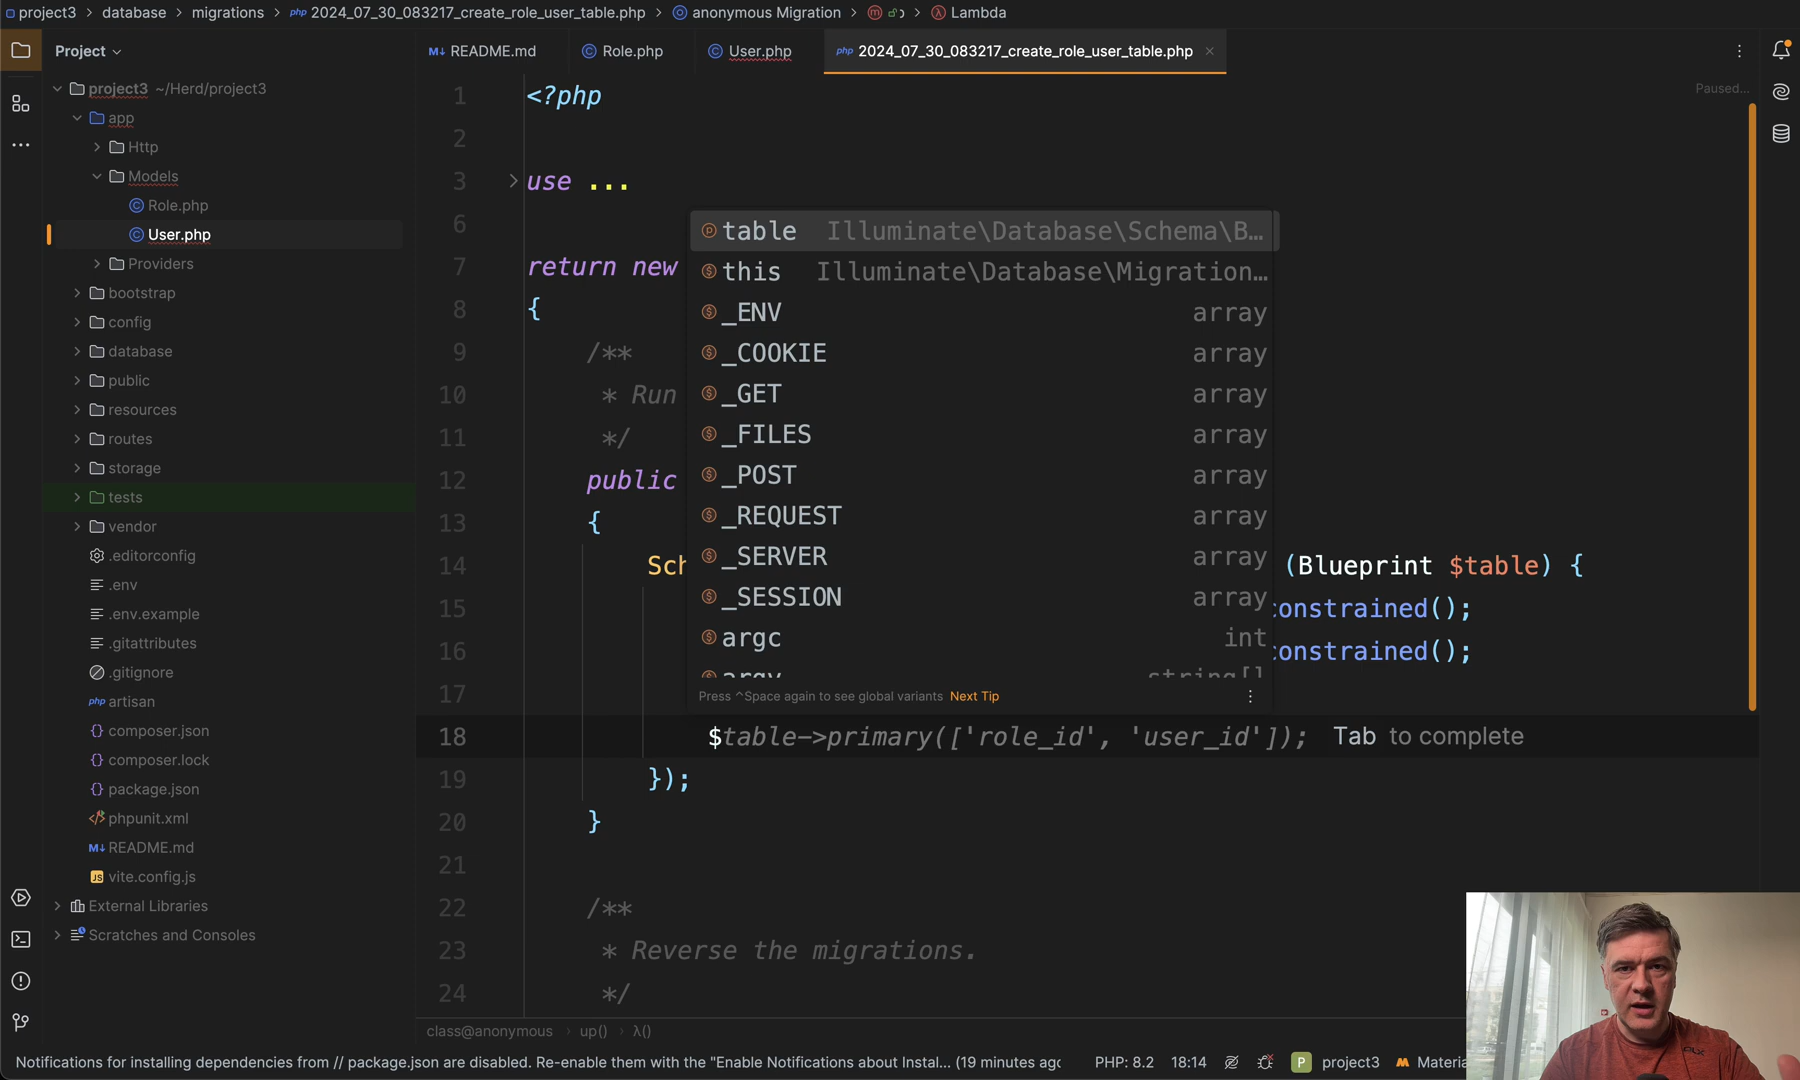 project3 > database > migrations > php 2024_07_30_083217_create_role_user_table.php > anonymous Migration > m > Lambda
Project
README.md
Role.php
User.php
php 2024_07_30_083217_create_role_user_table.php
Paused...
project3 ~/Herd/project3
app
Http
Models
Role.php
User.php
Providers
bootstrap
config
database
public
resources
routes
storage
tests
vendor
.editorconfig
.env
.env.example
.gitattributes
.gitignore
php artisan
composer.json
composer.lock
package.json
phpunit.xml
README.md
vite.config.js
External Libraries
Scratches and Consoles
1 <?php
2
3 use ...
6
7 return new
8 {
9 /**
10 * Run
11 */
12 public
13 {
14 Sch (Blueprint $table) {
15 constrained();
16 constrained();
17
18 $table->primary(['role_id', 'user_id']); Tab to complete
19 });
20 }
21
22 /**
23 * Reverse the migrations.
24 */
table Illuminate\Database\Schema\B...
this Illuminate\Database\Migration...
_ENV array
_COOKIE array
_GET array
_FILES array
_POST array
_REQUEST array
_SERVER array
_SESSION array
argc int
argv string[]
Press ^Space again to see global variants Next Tip
class@anonymous > up() > λ()
Notifications for installing dependencies from // package.json are disabled. Re-enable them with the "Enable Notifications about Instal... (19 minutes ago
PHP: 8.2 18:14 P project3 Materia